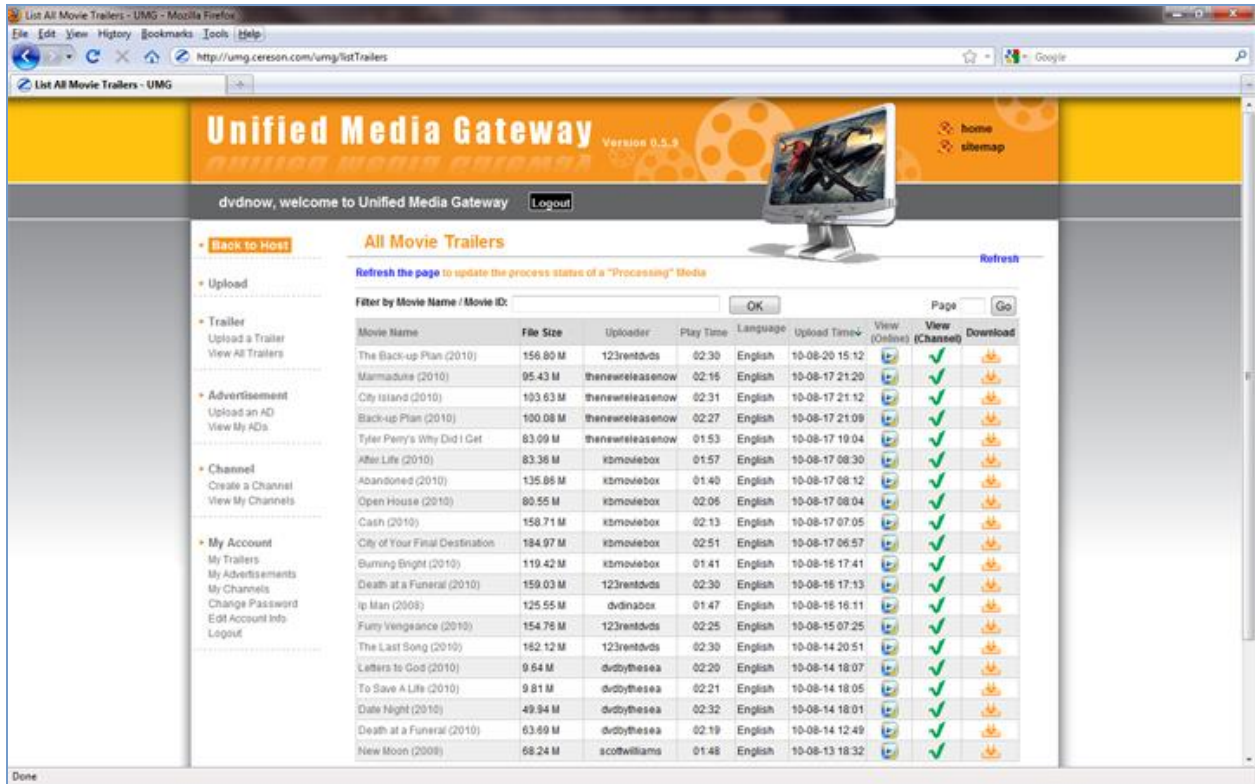 List All Movie Trailers - UMG - Mozilla Firefox
File Edit View History Bookmarks Tools Help
http://umg.cereson.com/umg/listTrailers
Google
List All Movie Trailers - UMG
Unified Media Gateway Version 0.5.9
home
sitemap
dvdnow, welcome to Unified Media Gateway Logout
Back to Host
Upload
Trailer
Upload a Trailer
View All Trailers
Advertisement
Upload an AD
View My ADs
Channel
Create a Channel
View My Channels
My Account
My Trailers
My Advertisements
My Channels
Change Password
Edit Account Info
Logout
All Movie Trailers
Refresh
Refresh the page to update the process status of a "Processing" Media
Filter by Movie Name / Movie ID: OK Page Go
Movie Name File Size Uploader Play Time Language Upload Time View (Online) View (Channel) Download
The Back-up Plan (2010) 156.80 M 123rentdvds 02:30 English 10-08-20 15:12
Marmaduke (2010) 95.43 M thenewreleasenow 02:16 English 10-08-17 21:20
City Island (2010) 103.63 M thenewreleasenow 02:31 English 10-08-17 21:12
Back-up Plan (2010) 100.08 M thenewreleasenow 02:27 English 10-08-17 21:09
Tyler Perry's Why Did I Get 83.09 M thenewreleasenow 01:53 English 10-08-17 19:04
After.Life (2010) 83.36 M kbmoviebox 01:57 English 10-08-17 08:30
Abandoned (2010) 135.86 M kbmoviebox 01:40 English 10-08-17 08:12
Open House (2010) 80.55 M kbmoviebox 02:06 English 10-08-17 08:04
Cash (2010) 158.71 M kbmoviebox 02:13 English 10-08-17 07:05
City of Your Final Destination 184.97 M kbmoviebox 02:51 English 10-08-17 06:57
Burning Bright (2010) 119.42 M kbmoviebox 01:41 English 10-08-16 17:41
Death at a Funeral (2010) 159.03 M 123rentdvds 02:30 English 10-08-16 17:13
Ip Man (2008) 125.55 M dvdinabox 01:47 English 10-08-16 16:11
Furry Vengeance (2010) 154.76 M 123rentdvds 02:25 English 10-08-15 07:25
The Last Song (2010) 162.12 M 123rentdvds 02:30 English 10-08-14 20:51
Letters to God (2010) 9.64 M dvdbythesea 02:20 English 10-08-14 18:07
To Save A Life (2010) 9.81 M dvdbythesea 02:21 English 10-08-14 18:05
Date Night (2010) 49.94 M dvdbythesea 02:32 English 10-08-14 18:01
Death at a Funeral (2010) 63.69 M dvdbythesea 02:19 English 10-08-14 12:49
New Moon (2009) 68.24 M scottwilliams 01:48 English 10-08-13 18:32
Done